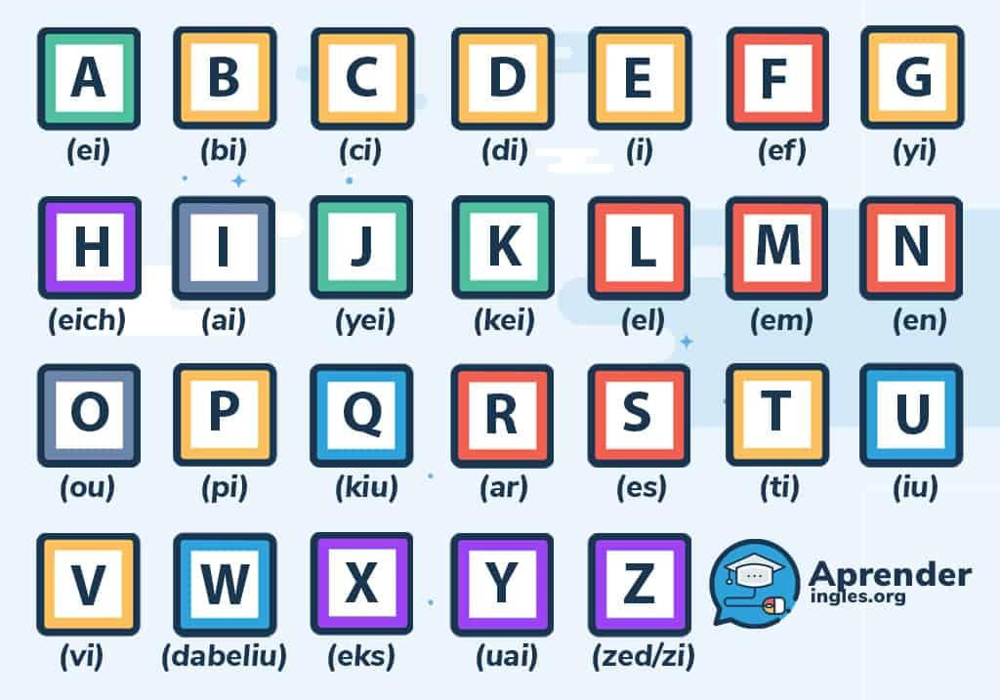 A B C D E F G
(ei) (bi) (ci) (di) (i) (ef) (yi)
H I J K L M N
(eich) (ai) (yei) (kei) (el) (em) (en)
O P Q R S T U
(ou) (pi) (kiu) (ar) (es) (ti) (iu)
V W X Y Z
(vi) (dabeliu) (eks) (uai) (zed/zi)
Aprender
ingles.org